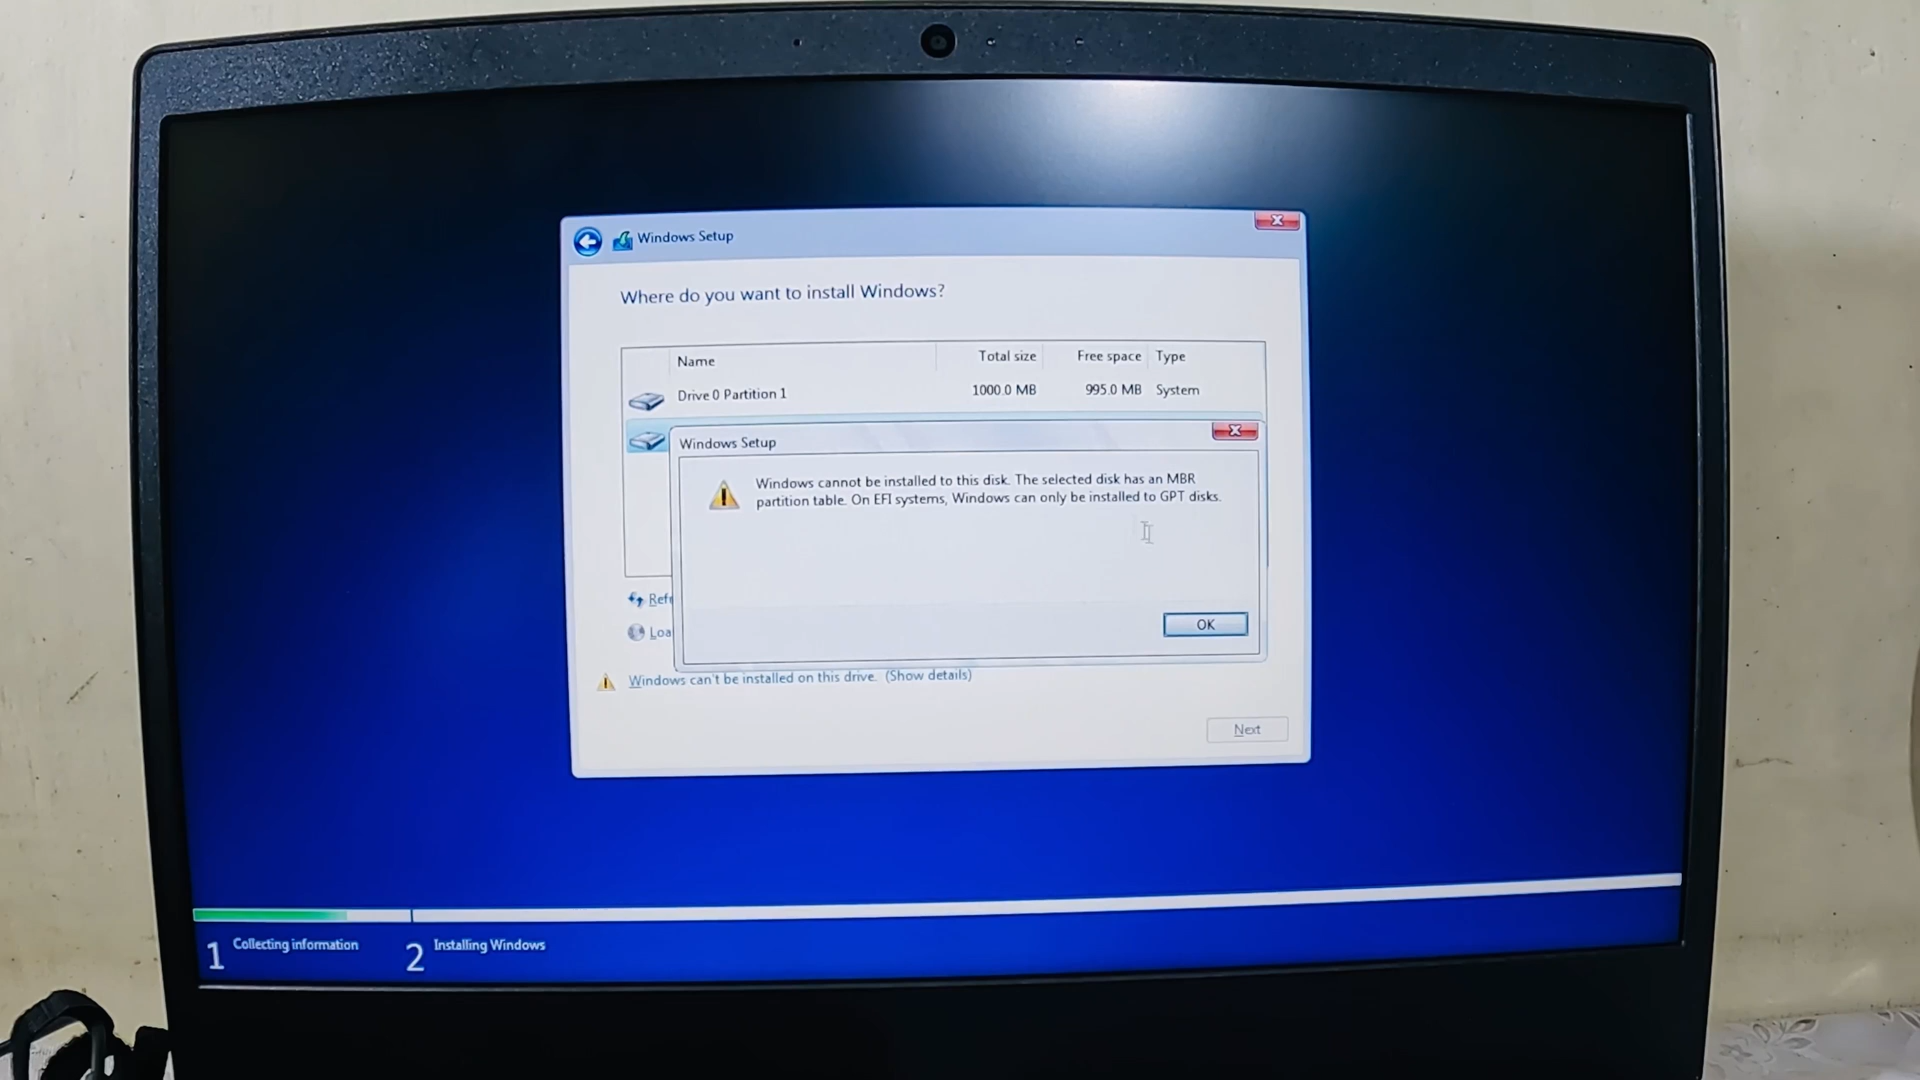 Windows Setup
Where do you want to install Windows?
Name Total size Free space Type
Drive 0 Partition 1 1000.0 MB 995.0 MB System
Windows Setup
Windows cannot be installed to this disk. The selected disk has an MBR
partition table. On EFI systems, Windows can only be installed to GPT disks.
OK
Refr
Loa
Windows can't be installed on this drive. (Show details)
Next
1 Collecting information
2 Installing Windows